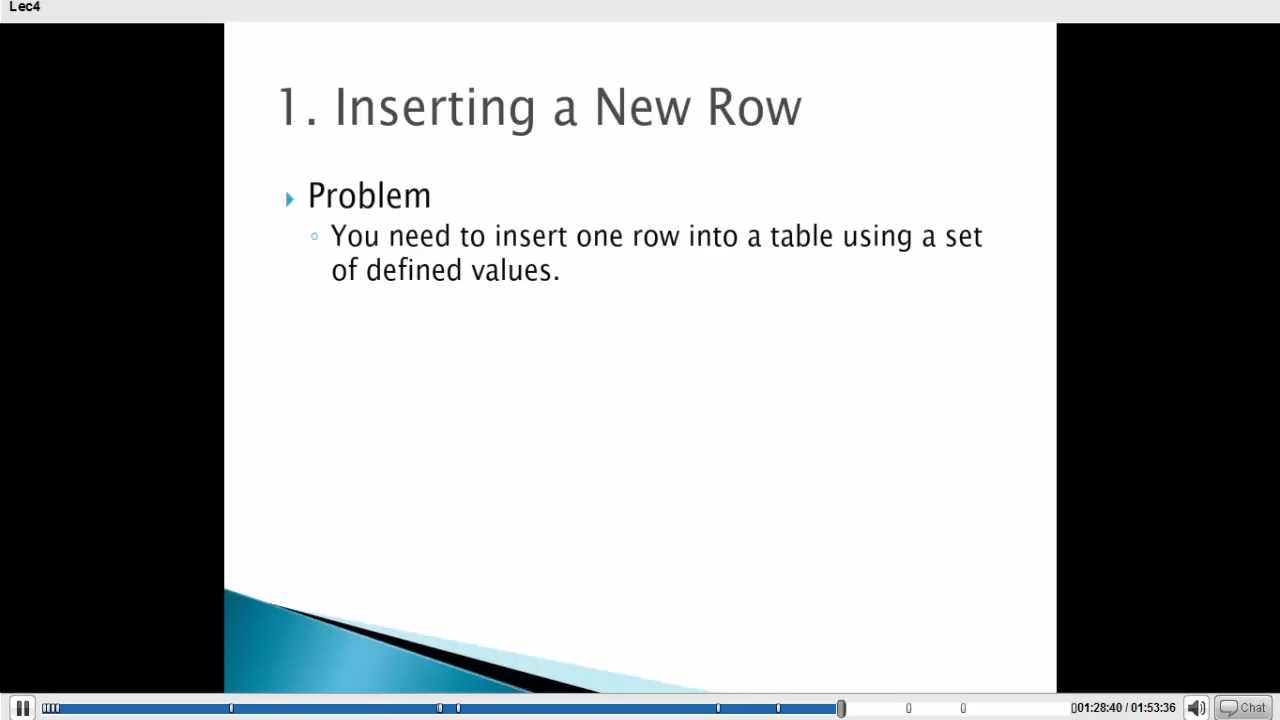 Lec4
1. Inserting a New Row
Problem
You need to insert one row into a table using a set
of defined values.
01:28:40 / 01:53:36
Chat